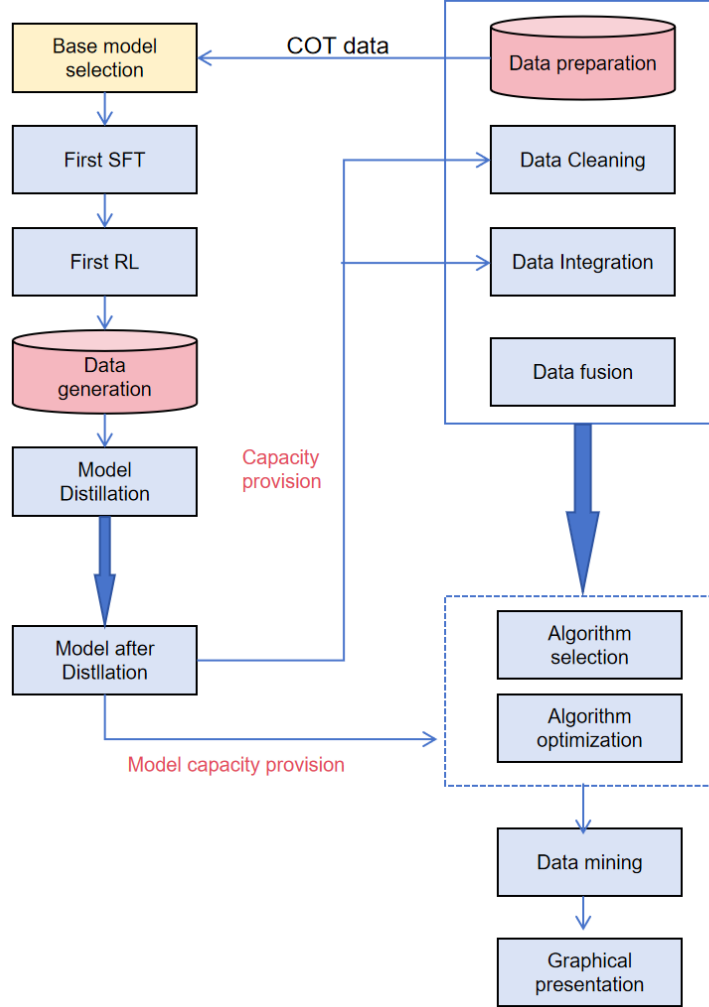 Base model
selection
COT data
Data preparation
First SFT
Data Cleaning
First RL
Data Integration
Data
generation
Data fusion
Model
Distillation
Capacity
provision
Model after
Distllation
Algorithm
selection
Algorithm
optimization
Model capacity provision
Data mining
Graphical
presentation